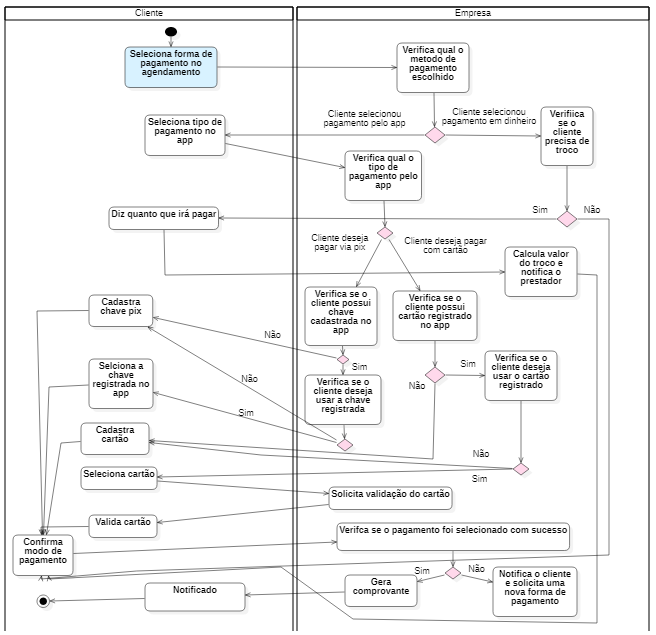 Cliente
Empresa
Seleciona forma de
pagamento no
agendamento
Verifica qual o
metodo de
pagamento
escolhido
Cliente selecionou
pagamento pelo app
Cliente selecionou
pagamento em dinheiro
Verifiica
se o
cliente
precisa de
troco
Seleciona tipo de
pagamento no
app
Verifica qual o
tipo de
pagamento pelo
app
Sim
Não
Diz quanto que irá pagar
Cliente deseja
pagar via pix
Cliente deseja pagar
com cartão
Calcula valor
do troco e
notifica o
prestador
Cadastra
chave pix
Verifica se o
cliente possui
chave
cadastrada no
app
Verifica se o
cliente possui
cartão registrado
no app
Não
Sim
Sim
Não
Verifica se o
cliente deseja
usar o cartão
registrado
Selciona a
chave
registrada no
app
Não
Verifica se o
cliente deseja
usar a chave
registrada
Sim
Cadastra
cartão
Não
Seleciona cartão
Sim
Solicita validação do cartão
Valida cartão
Verifca se o pagamento foi selecionado com sucesso
Confirma
modo de
pagamento
Sim
Não
Gera
comprovante
Notifica o cliente
e solicita uma
nova forma de
pagamento
Notificado